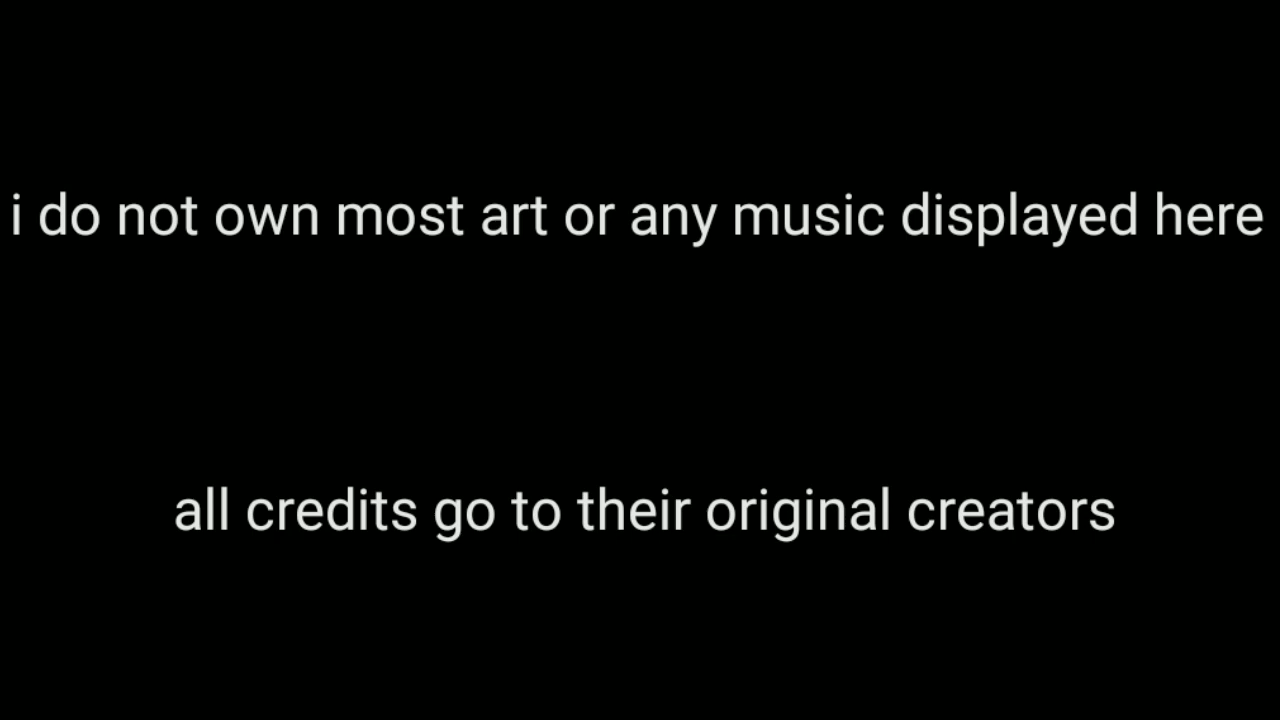 i do not own most art or any music displayed here
all credits go to their original creators